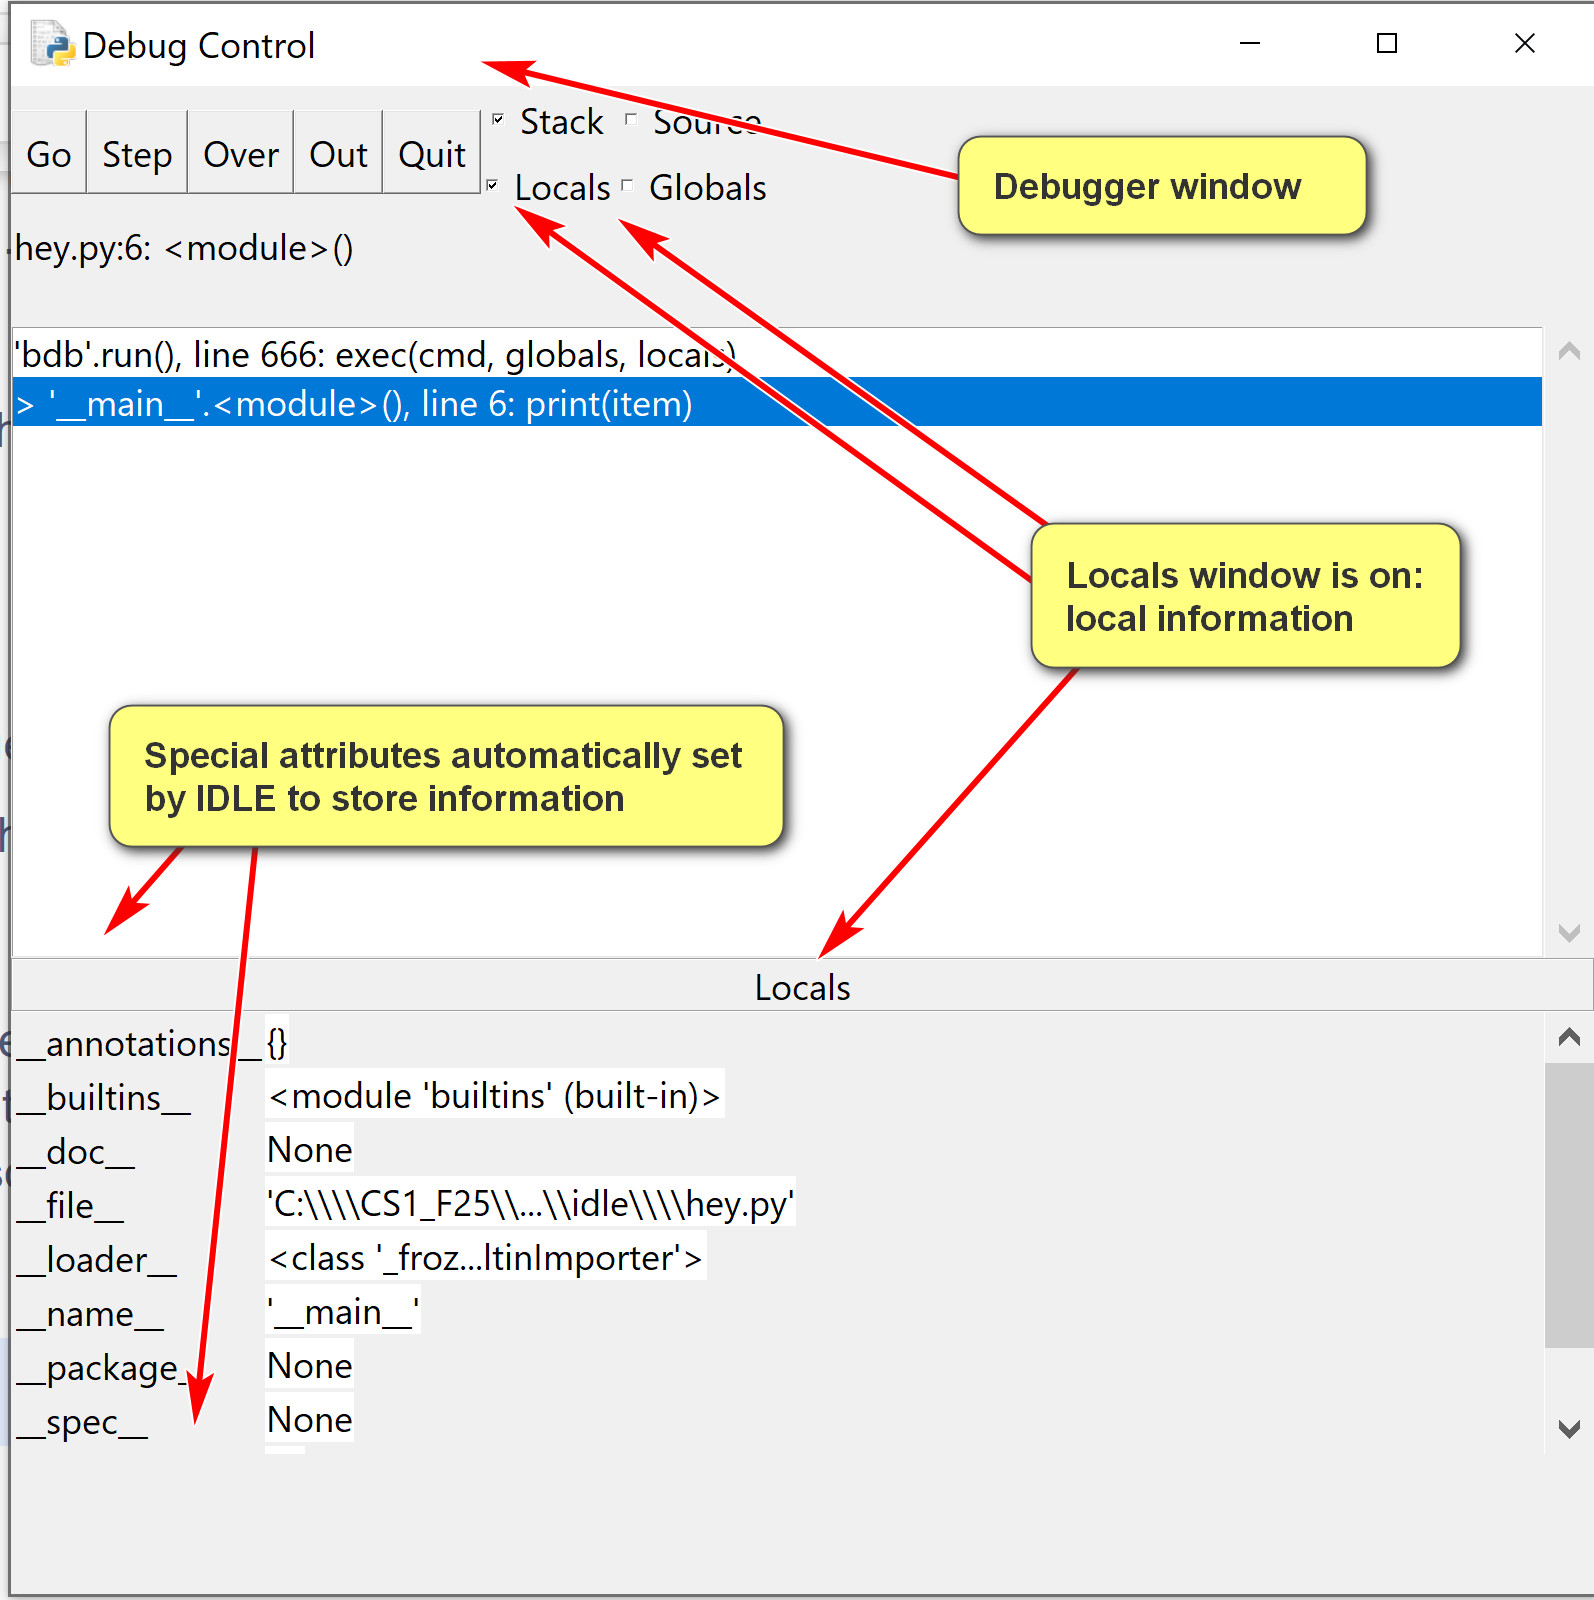 Debug Control
Go Step Over Out Quit
Stack Source
Locals Globals
Debugger window
hey.py:6: <module>()
'bdb'.run(), line 666: exec(cmd, globals, locals)
> '__main__'.<module>(), line 6: print(item)
Locals window is on:
local information
Special attributes automatically set
by IDLE to store information
Locals
__annotations__ {}
__builtins__ <module 'builtins' (built-in)>
__doc__ None
__file__ 'C:\\\\CS1_F25\\...\\idle\\\\hey.py'
__loader__ <class '_froz...ltinImporter'>
__name__ '__main__'
__package_ None
__spec__ None